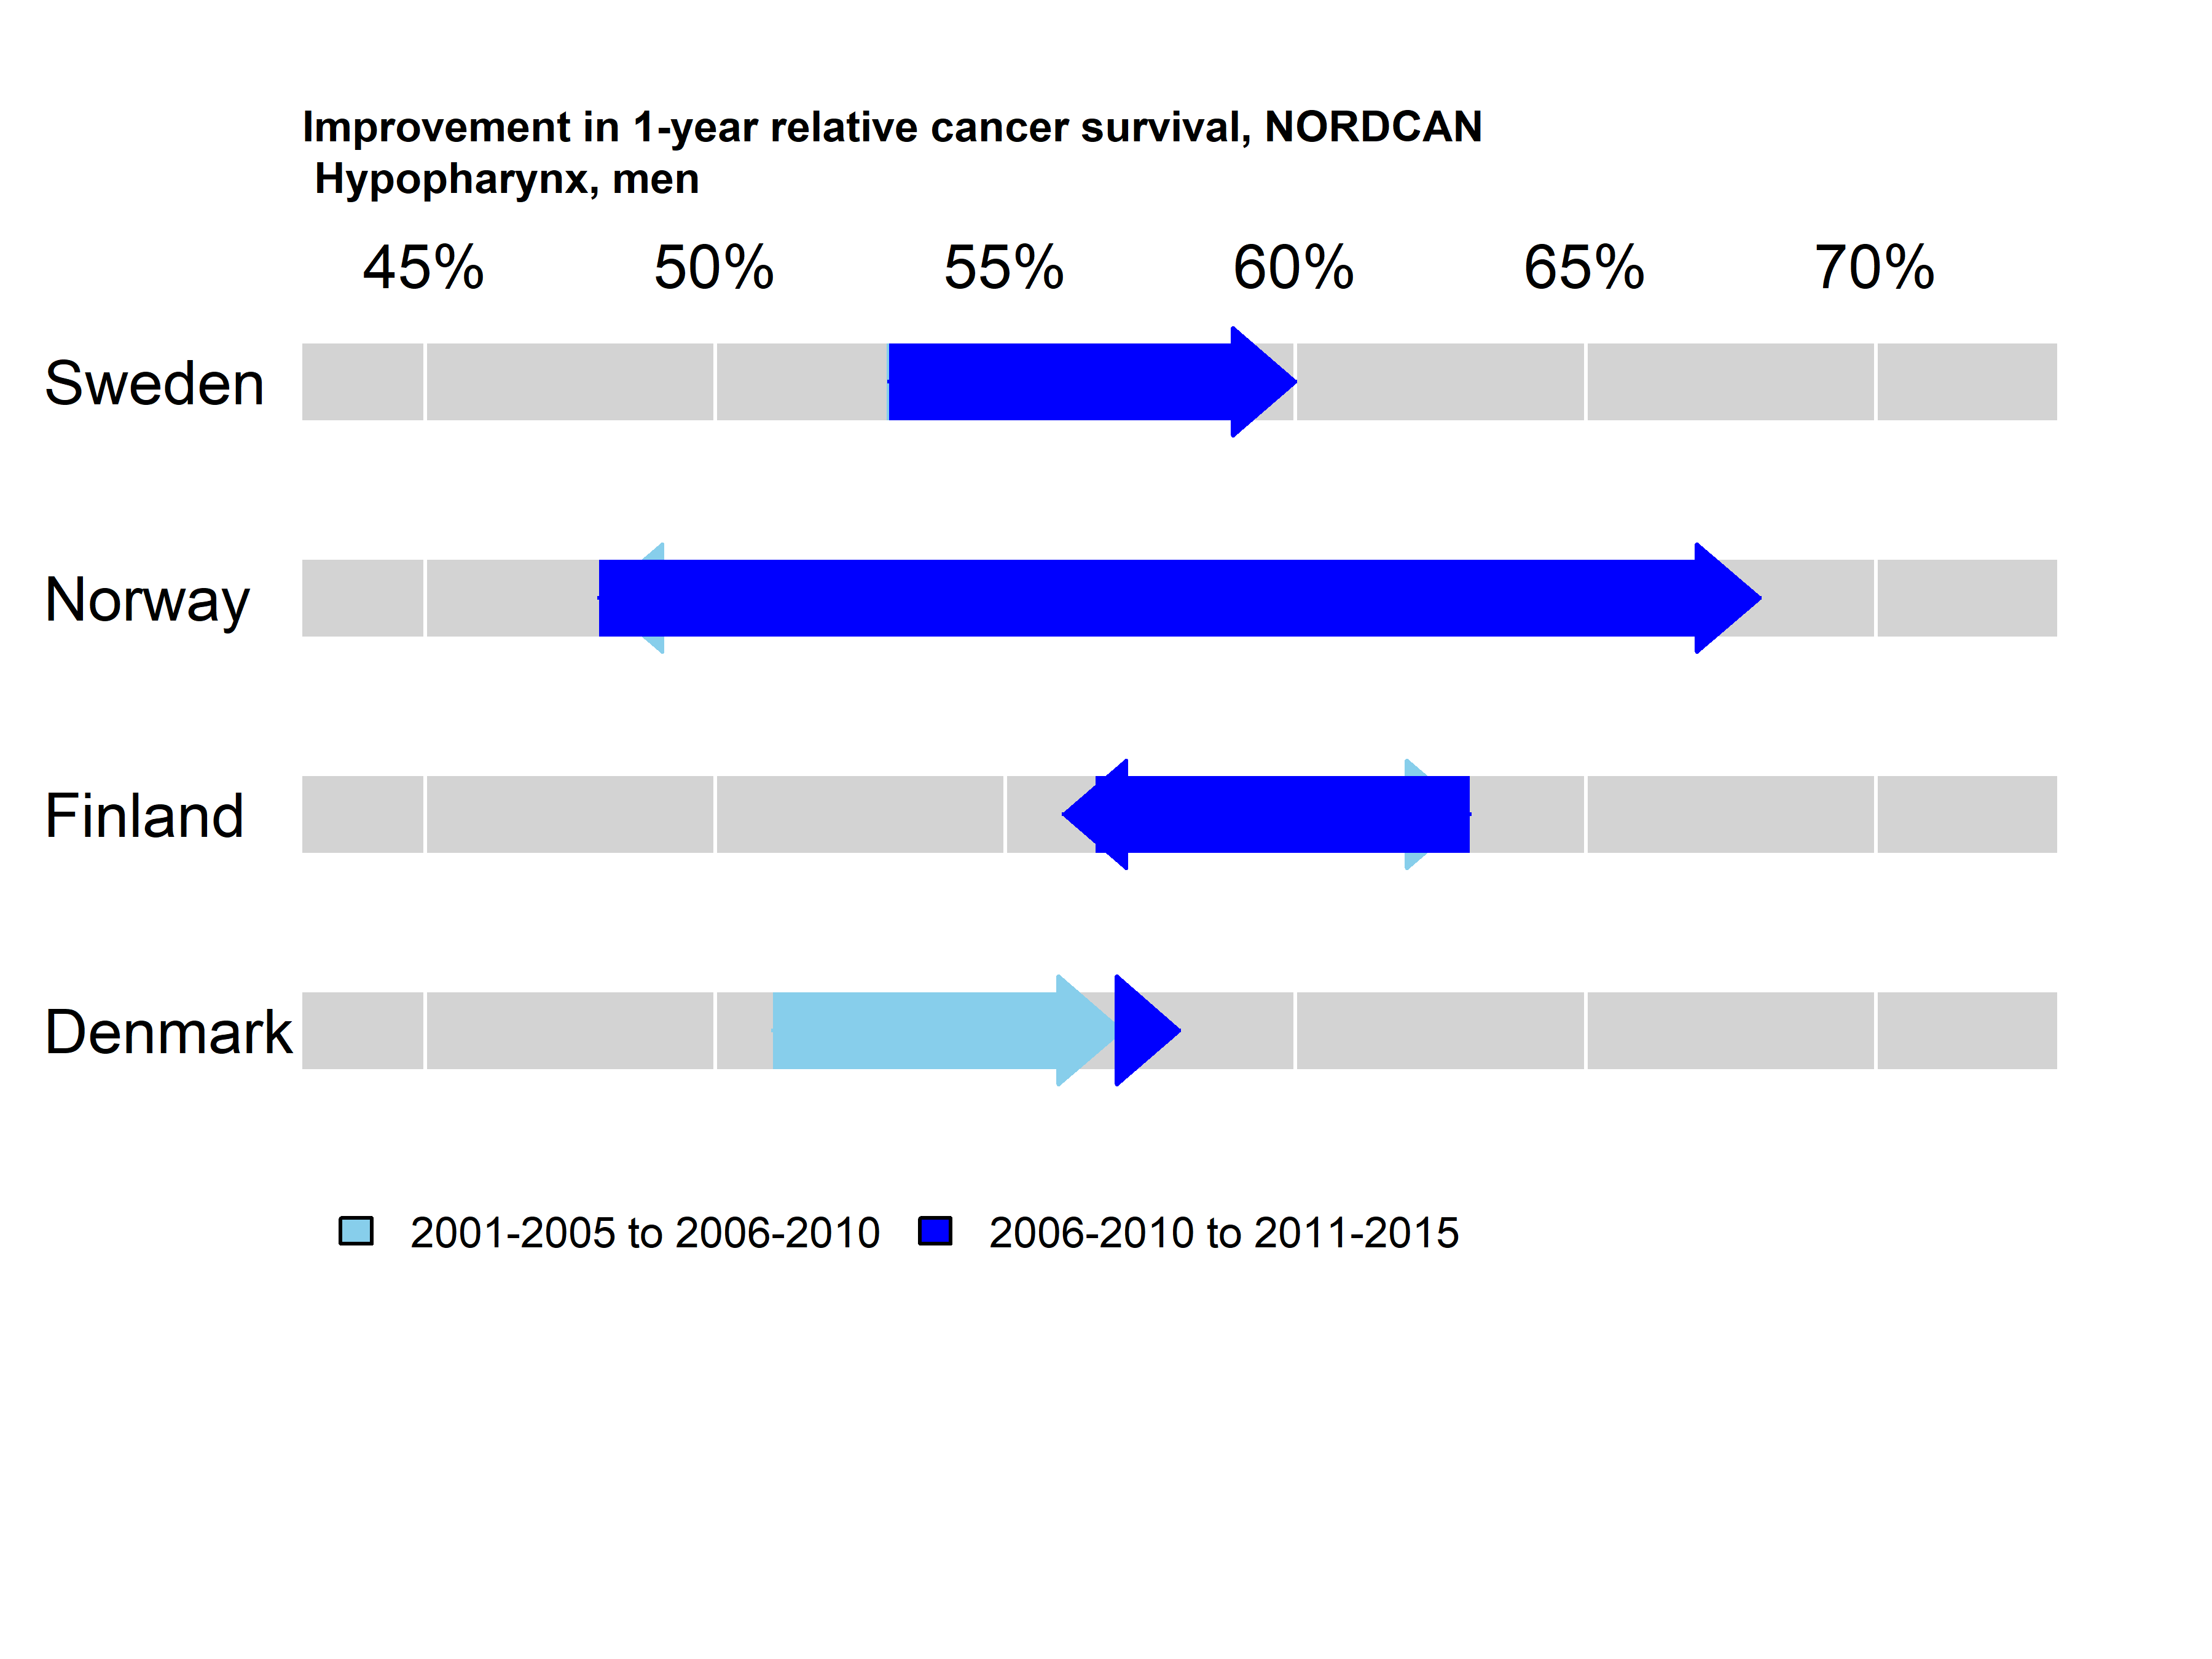 Improvement in 1-year relative cancer survival, NORDCAN
Hypopharynx, men
45% 50% 55% 60% 65% 70%
Sweden
Norway
Finland
Denmark
2001-2005 to 2006-2010 2006-2010 to 2011-2015